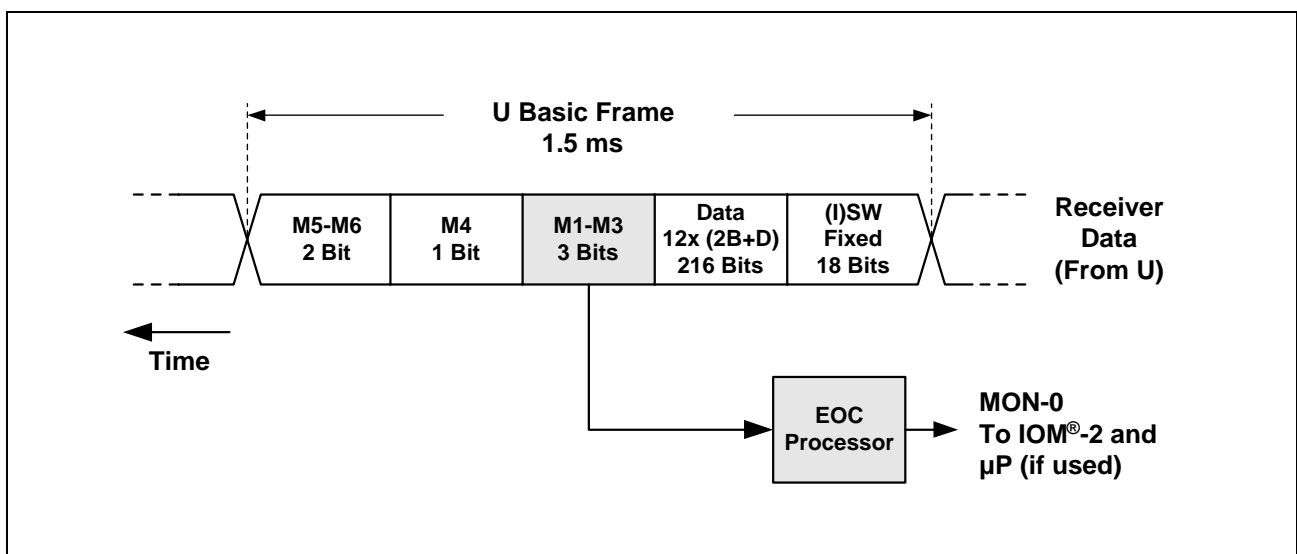 U Basic Frame
1.5 ms
M5-M6
2 Bit
M4
1 Bit
M1-M3
3 Bits
Data
12x (2B+D)
216 Bits
(I)SW
Fixed
18 Bits
Receiver
Data
(From U)
Time
EOC
Processor
MON-0
To IOM®-2 and
µP (if used)